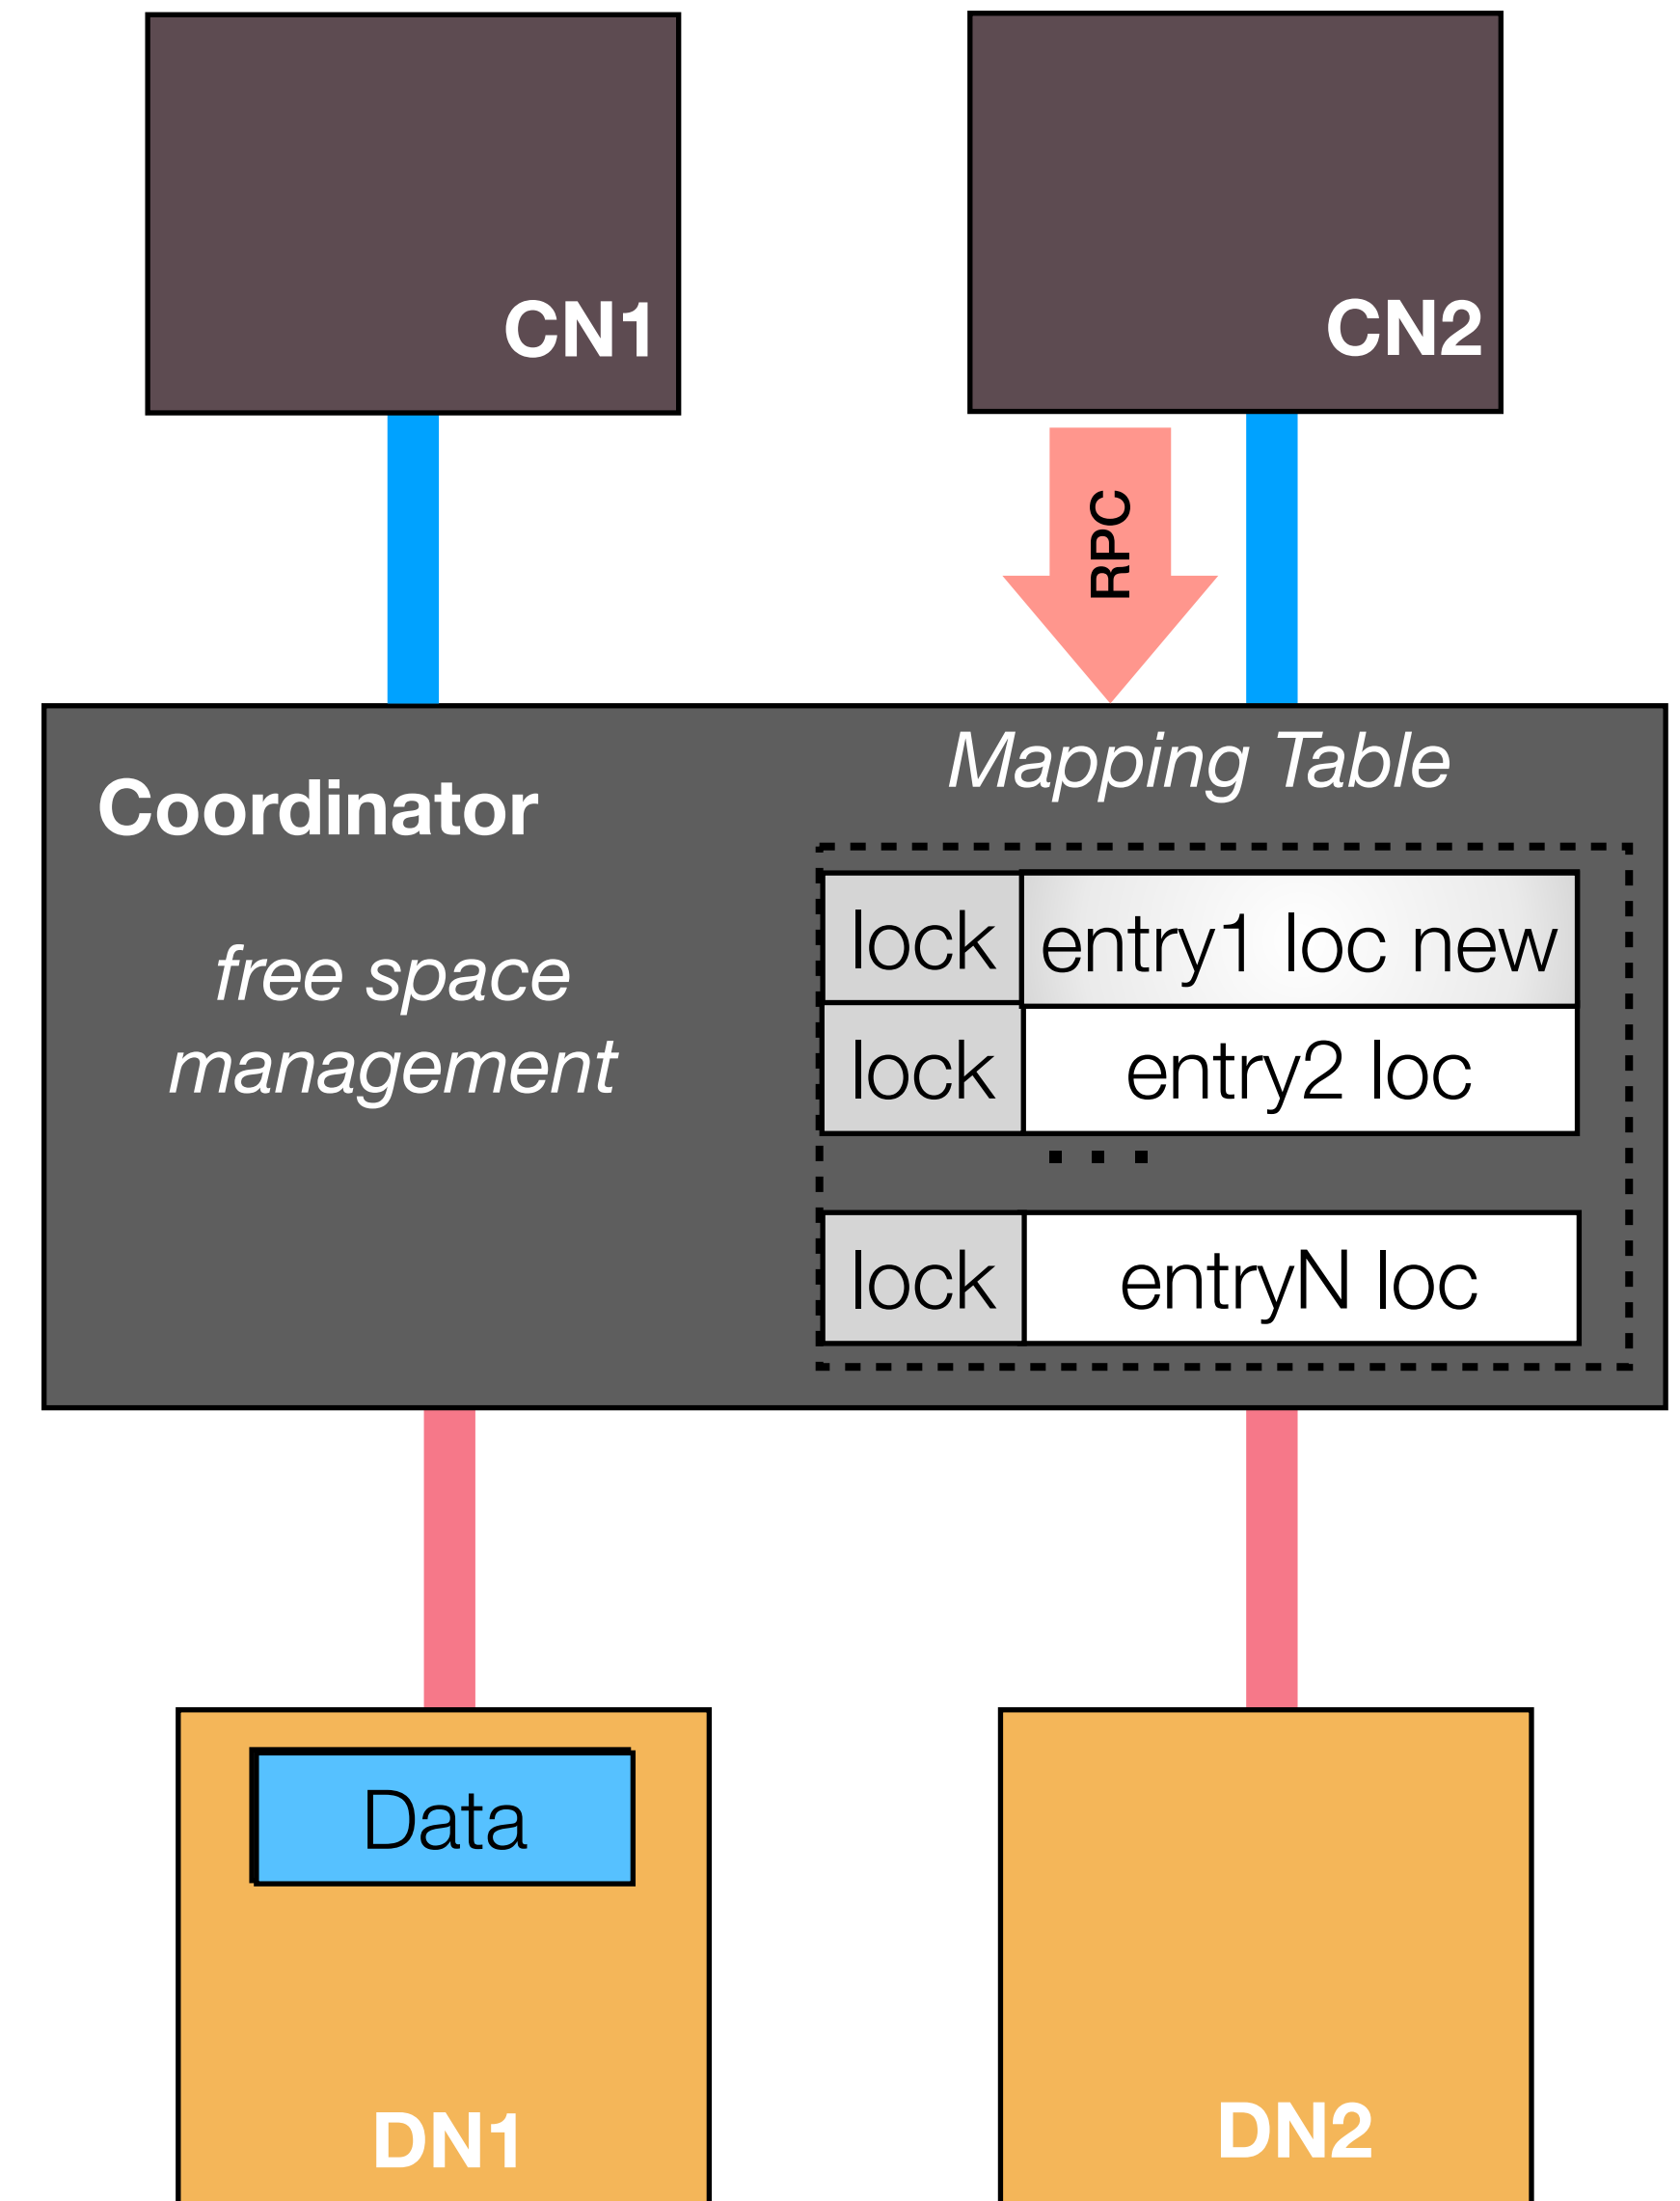 CN1
CN2
RPC
Coordinator
free space
management
Mapping Table
lock entry1 loc new
lock entry2 loc
...
lock entryN loc
Data
DN1
DN2